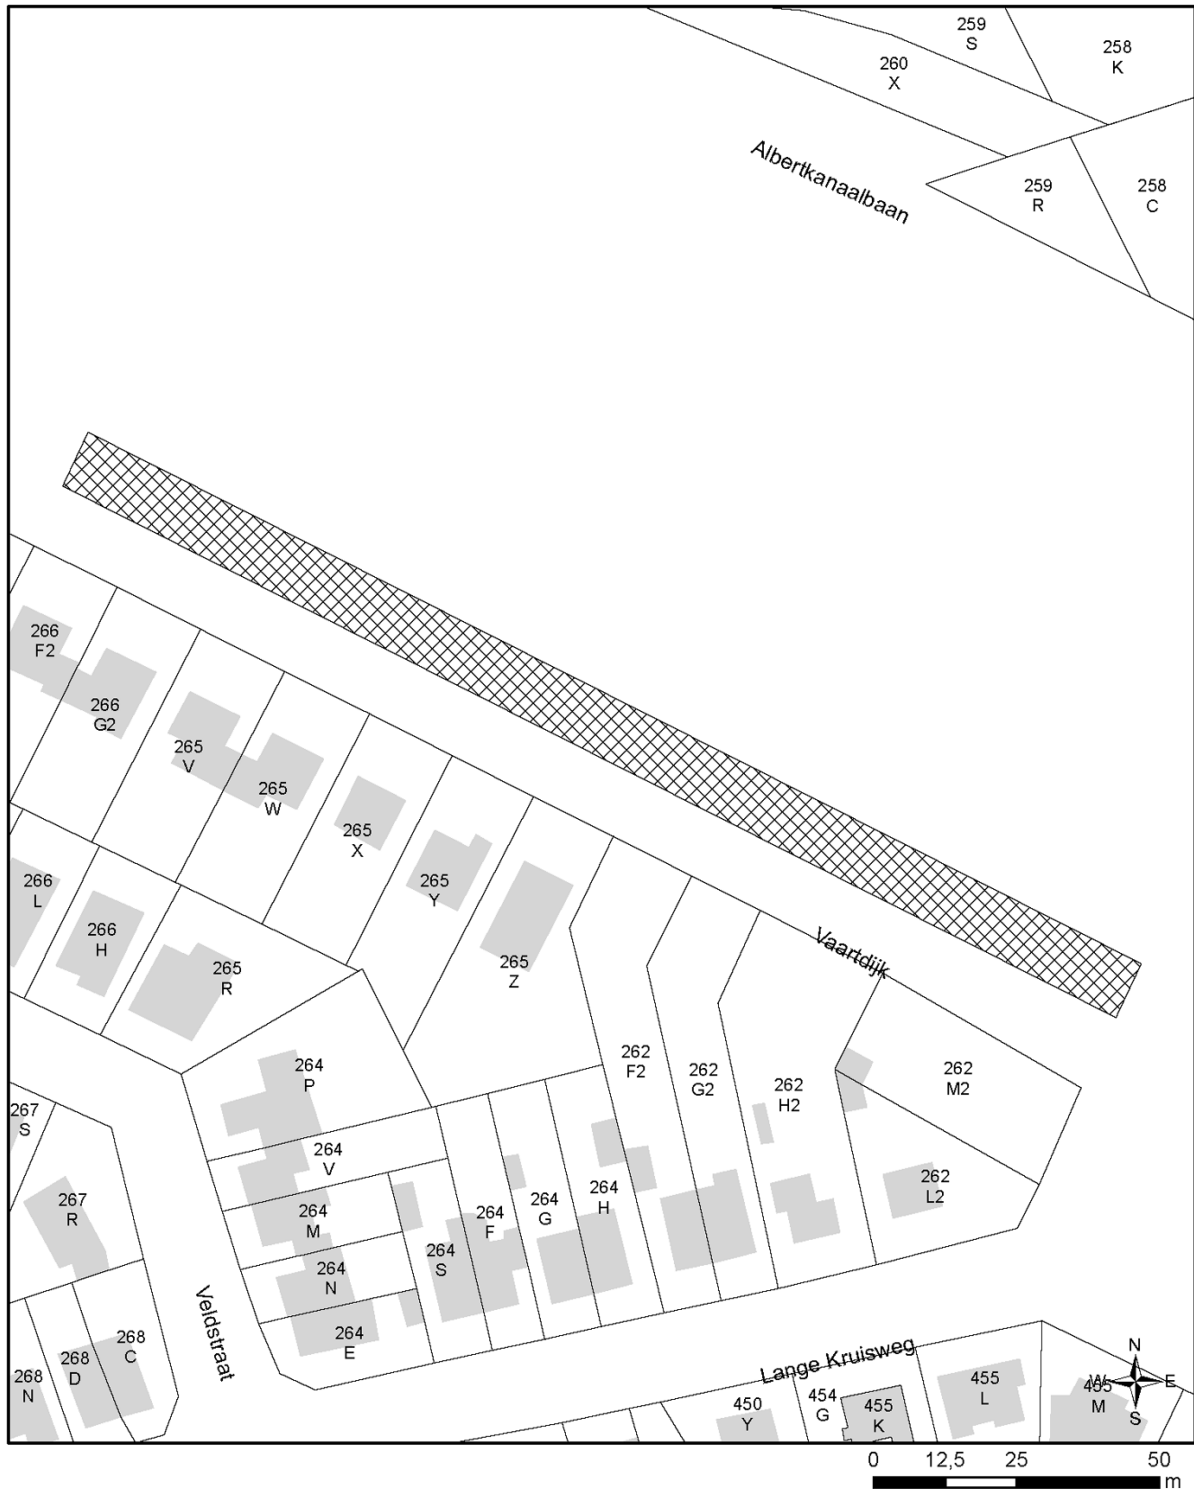 259
S
258
K
260
X
Albertkanaalbaan
259
R
258
C
266
F2
266
G2
265
V
265
W
265
X
265
Y
266
L
266
H
265
R
265
Z
Vaartdijk
264
P
262
F2
262
G2
262
H2
262
M2
267
S
264
V
262
L2
267
R
264
M
264
F
264
G
264
H
264
S
264
N
264
E
Veldstraat
268
C
268
D
268
N
Lange Kruisweg
450
Y
454
G
455
K
455
L
455
M
N
W
E
S
0 12,5 25 50
m